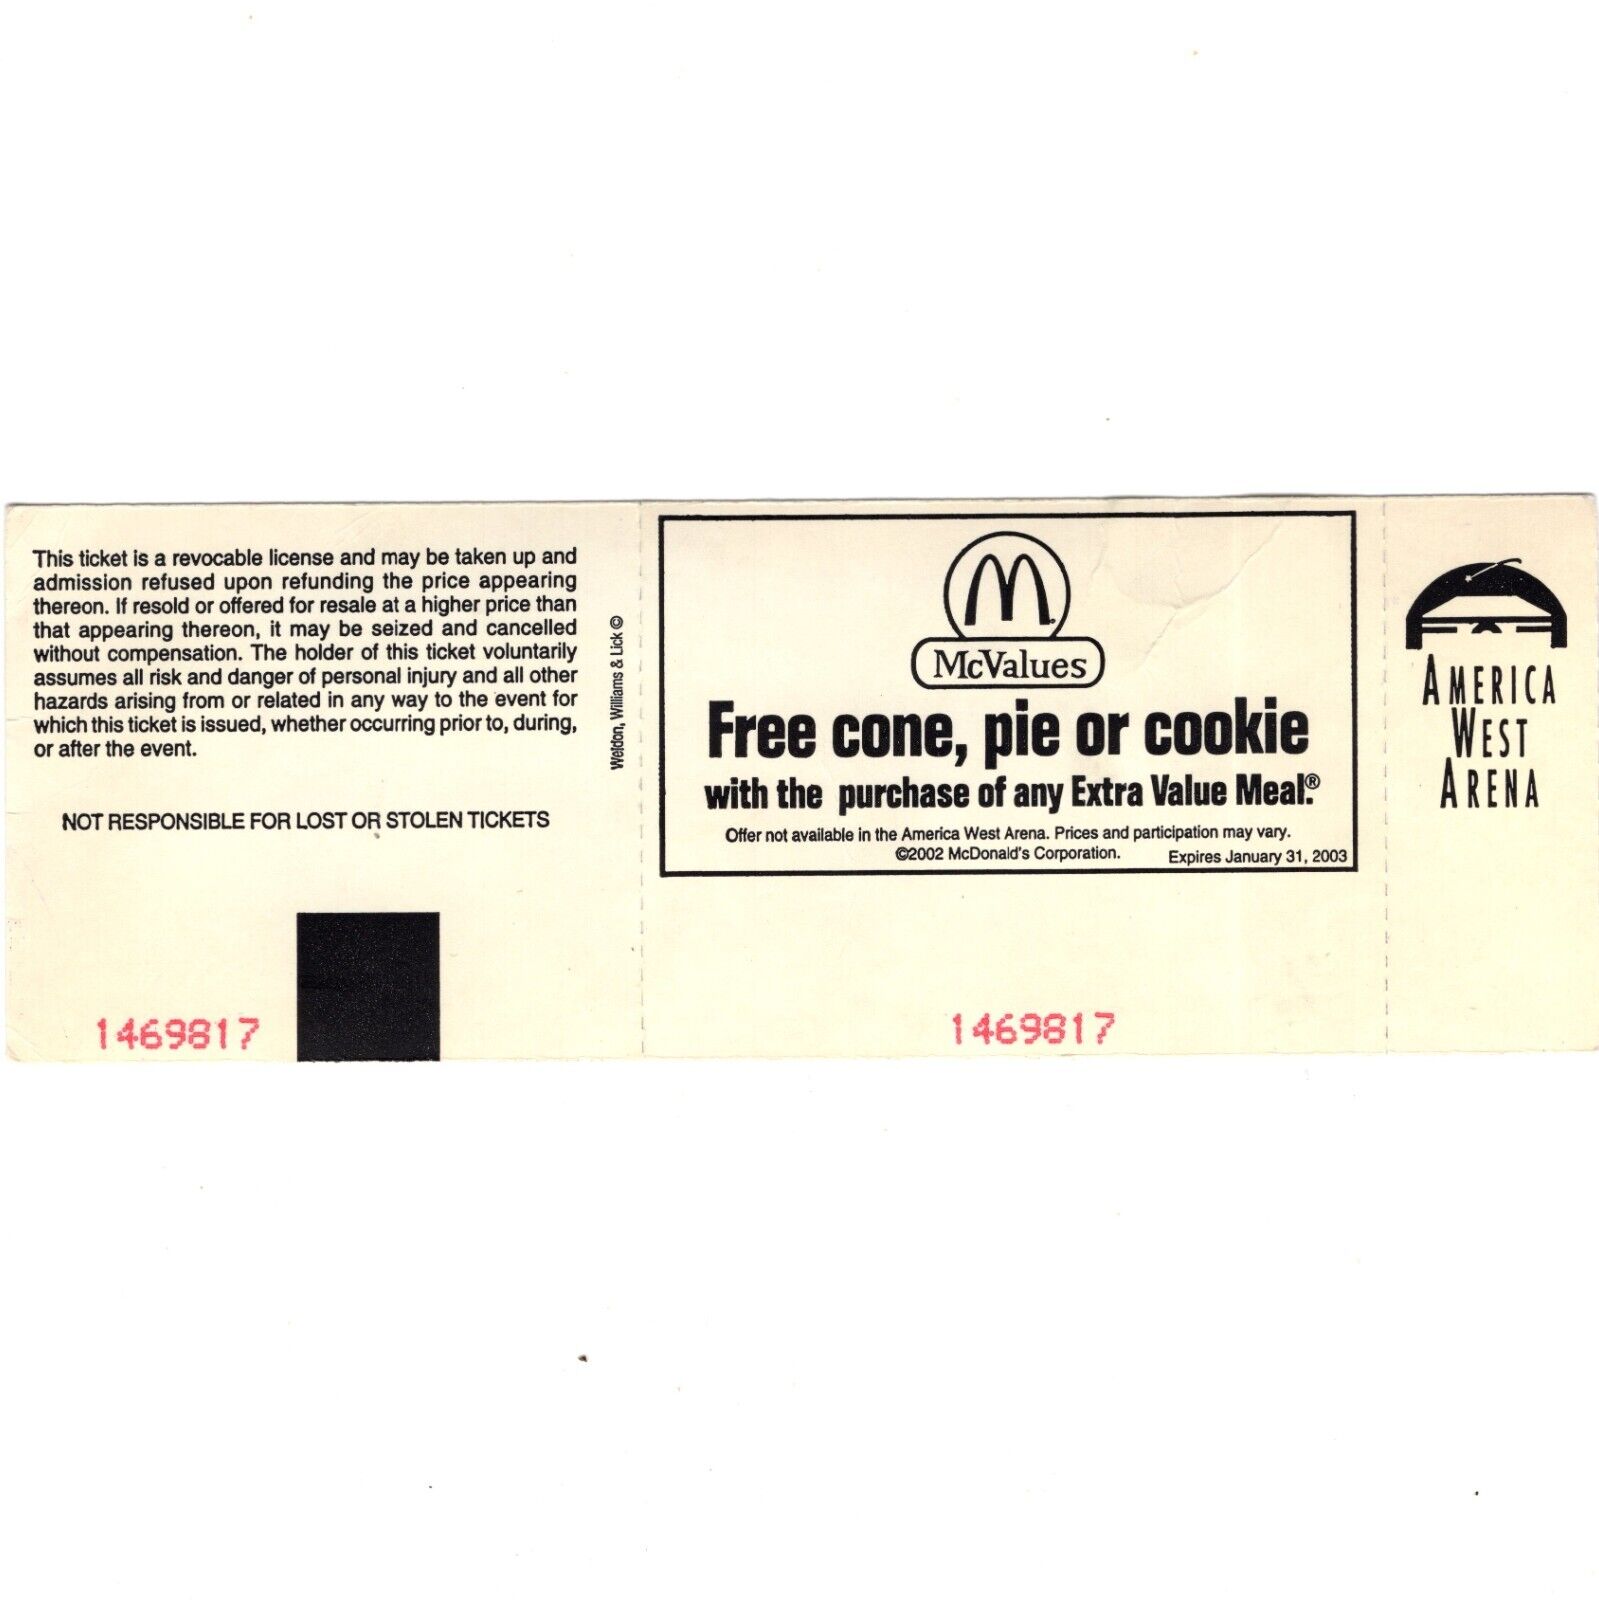 This ticket is a revocable license and may be taken up and
admission refused upon refunding the price appearing
thereon. If resold or offered for resale at a higher price than
that appearing thereon, it may be seized and cancelled
without compensation. The holder of this ticket voluntarily
assumes all risk and danger of personal injury and all other
hazards arising from or related in any way to the event for
which this ticket is issued, whether occurring prior to, during,
or after the event.
NOT RESPONSIBLE FOR LOST OR STOLEN TICKETS
1469817
Weldon, Williams & Lick ©
M
McValues
Free cone, pie or cookie
with the purchase of any Extra Value Meal.®
Offer not available in the America West Arena. Prices and participation may vary.
©2002 McDonald's Corporation. Expires January 31, 2003
1469817
AMERICA
WEST
ARENA